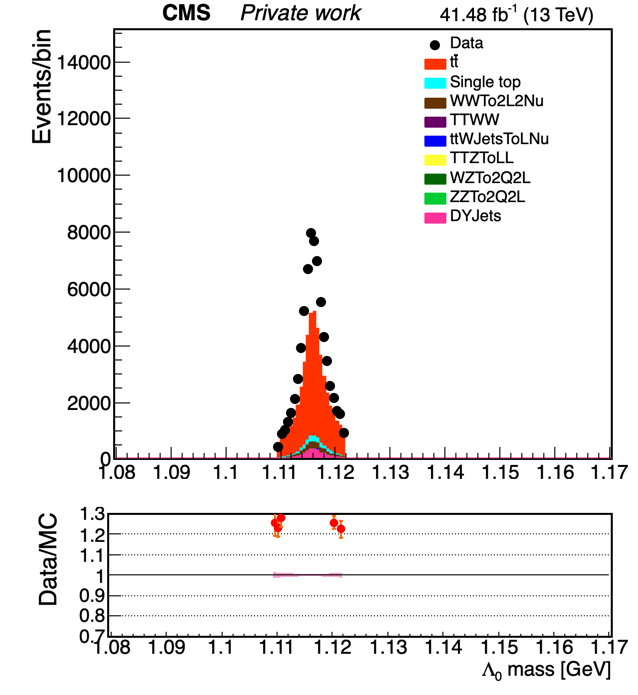 CMS Private work 41.48 fb⁻¹ (13 TeV)
Events/bin
14000
12000
10000
8000
6000
4000
2000
0
Data
tt̄
Single top
WWTo2L2Nu
TTWW
ttWJetsToLNu
TTZToLL
WZTo2Q2L
ZZTo2Q2L
DYJets
1.08 1.09 1.1 1.11 1.12 1.13 1.14 1.15 1.16 1.17
Data/MC
1.3
1.2
1.1
1
0.9
0.8
0.7
1.08 1.09 1.1 1.11 1.12 1.13 1.14 1.15 1.16 1.17
Λ₀ mass [GeV]